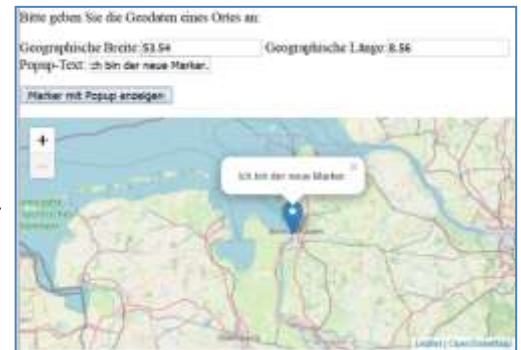 Bitte geben Sie die Geodaten eines Ortes an:
Geographische Breite: 53.54 Geographische Länge: 8.56
Popup-Text: ch bin der neue Marker.
Marker mit Popup anzeigen
+
−
×
Ich bin der neue Marker.
Leaflet | OpenStreetMap